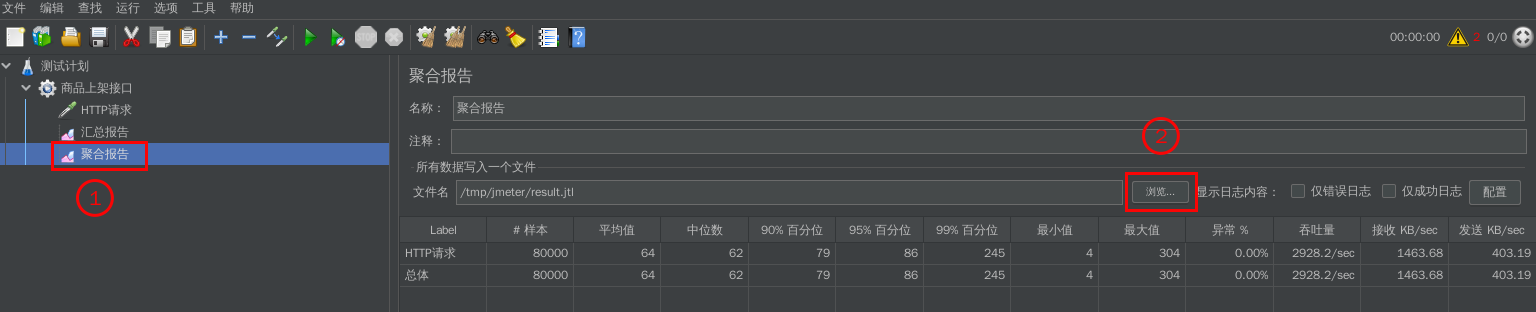 文件 编辑 查找 运行 选项 工具 帮助
STOP 00:00:00 2 0/0
测试计划
商品上架接口
HTTP请求
汇总报告
聚合报告
1
聚合报告
名称： 聚合报告
注释：
2
所有数据写入一个文件
文件名 /tmp/jmeter/result.jtl 浏览... 显示日志内容： 仅错误日志 仅成功日志 配置
Label # 样本 平均值 中位数 90% 百分位 95% 百分位 99% 百分位 最小值 最大值 异常 % 吞吐量 接收 KB/sec 发送 KB/sec
HTTP请求 80000 64 62 79 86 245 4 304 0.00% 2928.2/sec 1463.68 403.19
总体 80000 64 62 79 86 245 4 304 0.00% 2928.2/sec 1463.68 403.19